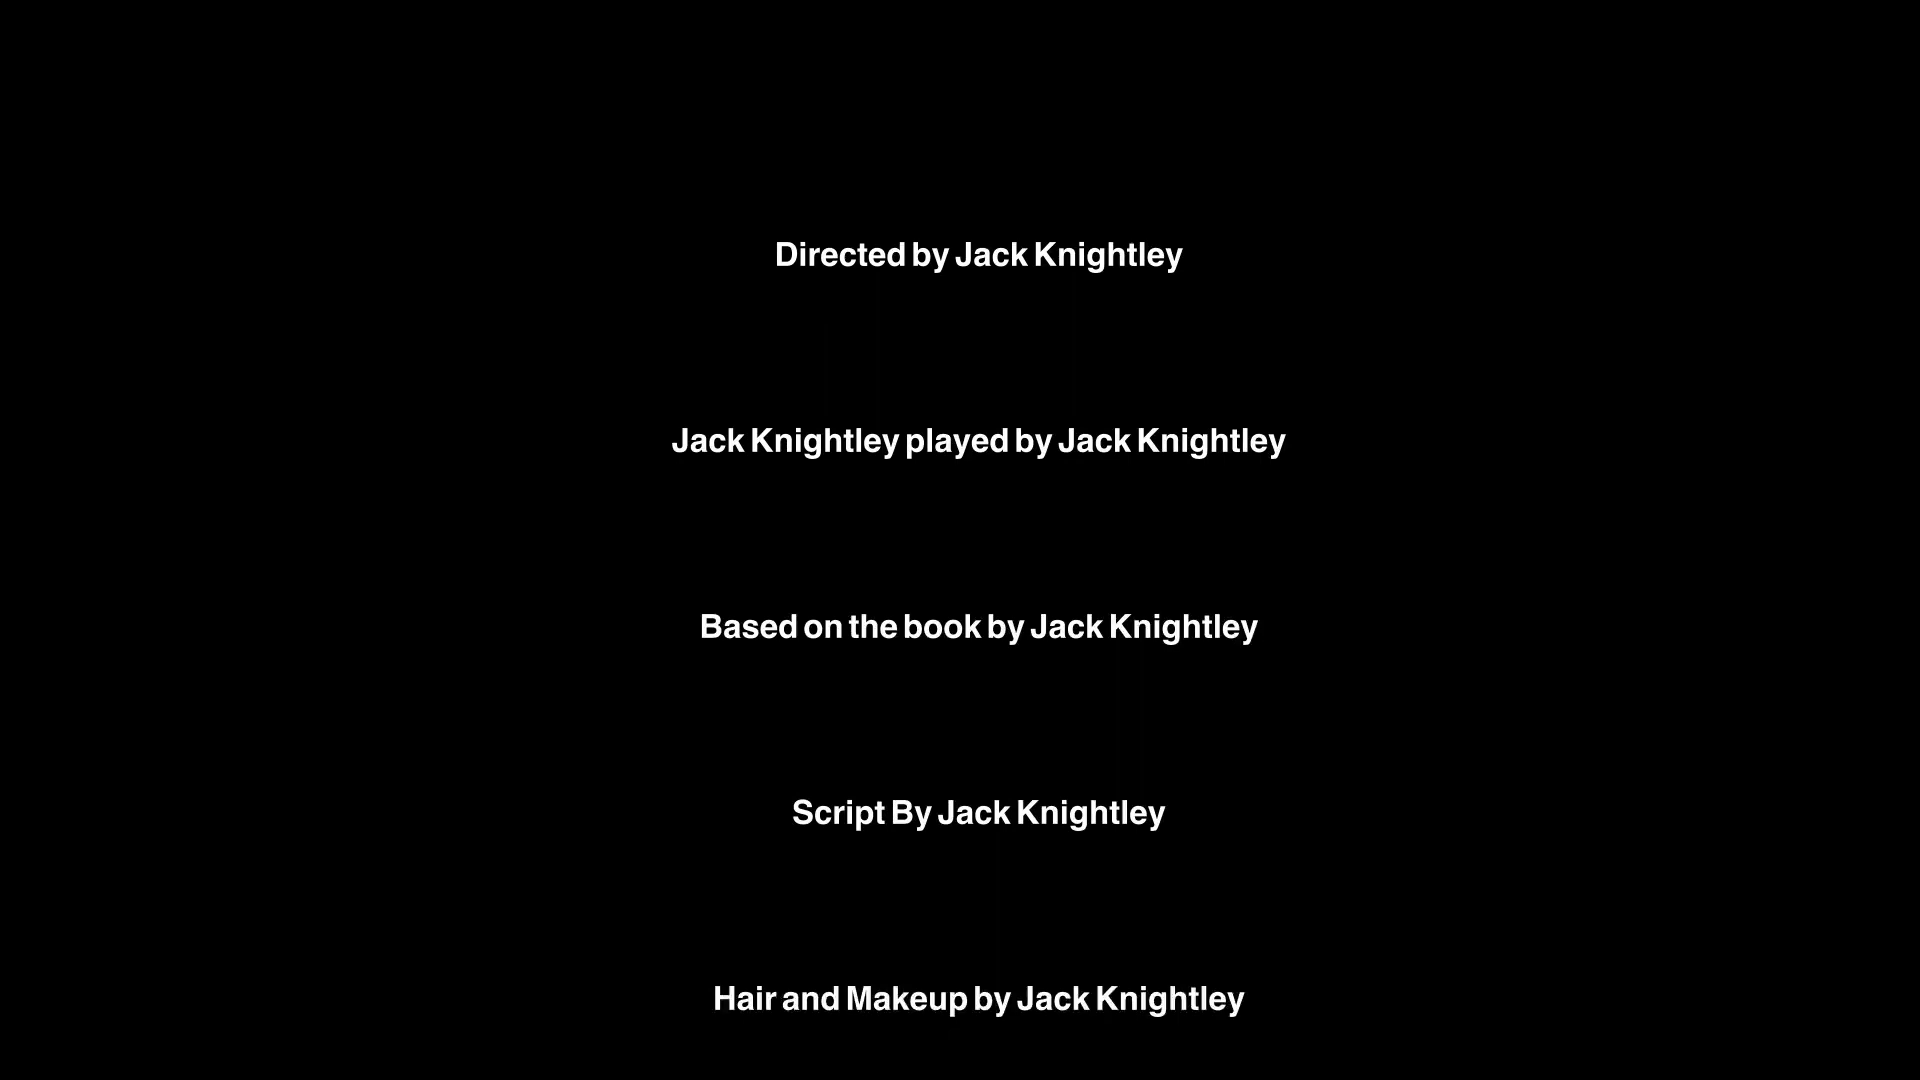 Directed by Jack Knightley
Jack Knightley played by Jack Knightley
Based on the book by Jack Knightley
Script By Jack Knightley
Hair and Makeup by Jack Knightley